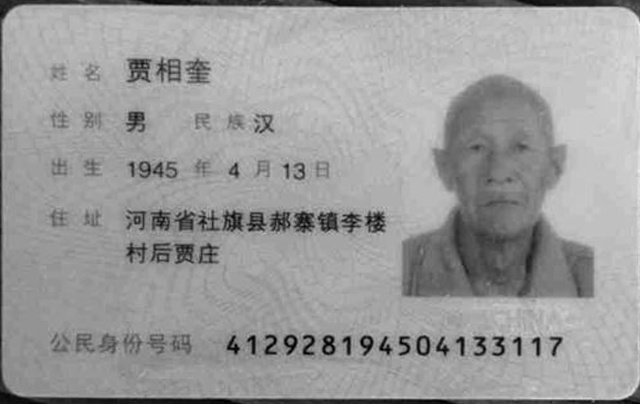 姓名 贾相奎
性别 男 民族 汉
出生 1945 年 4 月 13 日
住址 河南省社旗县郝寨镇李楼
村后贾庄
公民身份号码 412928194504133117